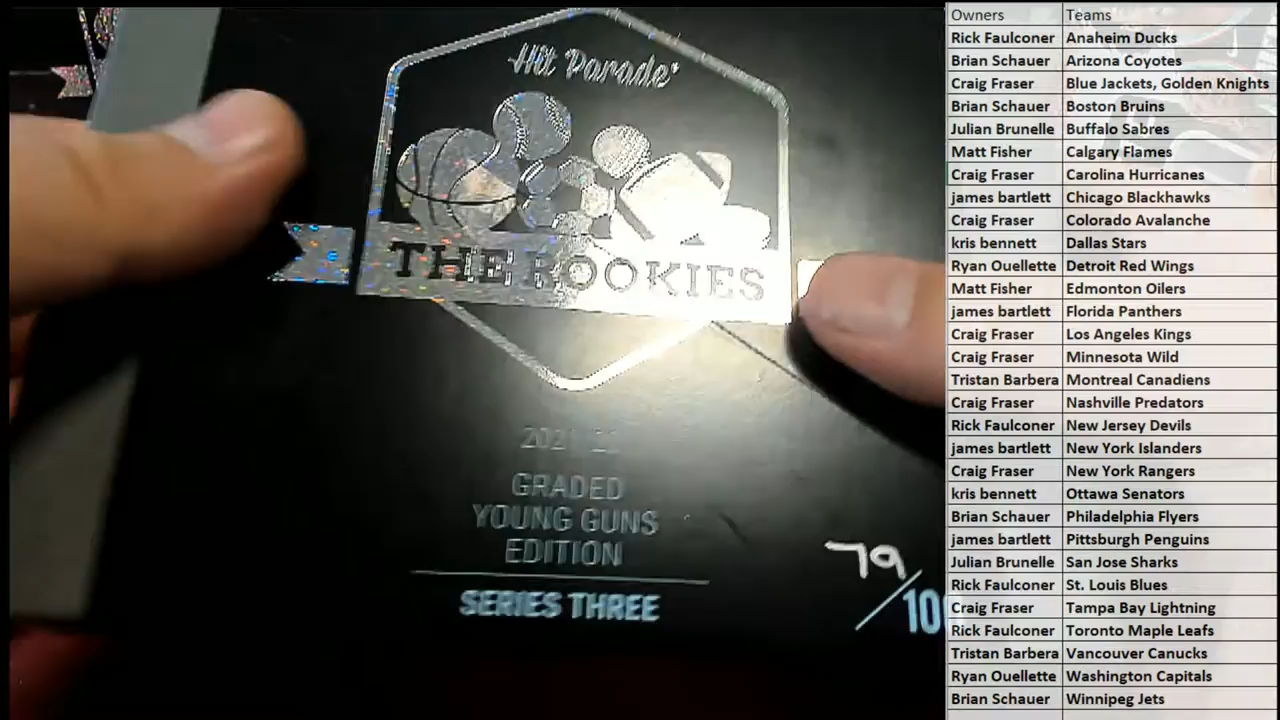 Hit Parade
THE ROOKIES
GRADED
YOUNG GUNS
EDITION
SERIES THREE
79
Owners Teams
Rick Faulconer Anaheim Ducks
Brian Schauer Arizona Coyotes
Craig Fraser Blue Jackets, Golden Knights
Brian Schauer Boston Bruins
Julian Brunelle Buffalo Sabres
Matt Fisher Calgary Flames
Craig Fraser Carolina Hurricanes
james bartlett Chicago Blackhawks
Craig Fraser Colorado Avalanche
kris bennett Dallas Stars
Ryan Ouellette Detroit Red Wings
Matt Fisher Edmonton Oilers
james bartlett Florida Panthers
Craig Fraser Los Angeles Kings
Craig Fraser Minnesota Wild
Tristan Barbera Montreal Canadiens
Craig Fraser Nashville Predators
Rick Faulconer New Jersey Devils
james bartlett New York Islanders
Craig Fraser New York Rangers
kris bennett Ottawa Senators
Brian Schauer Philadelphia Flyers
james bartlett Pittsburgh Penguins
Julian Brunelle San Jose Sharks
Rick Faulconer St. Louis Blues
Craig Fraser Tampa Bay Lightning
Rick Faulconer Toronto Maple Leafs
Tristan Barbera Vancouver Canucks
Ryan Ouellette Washington Capitals
Brian Schauer Winnipeg Jets